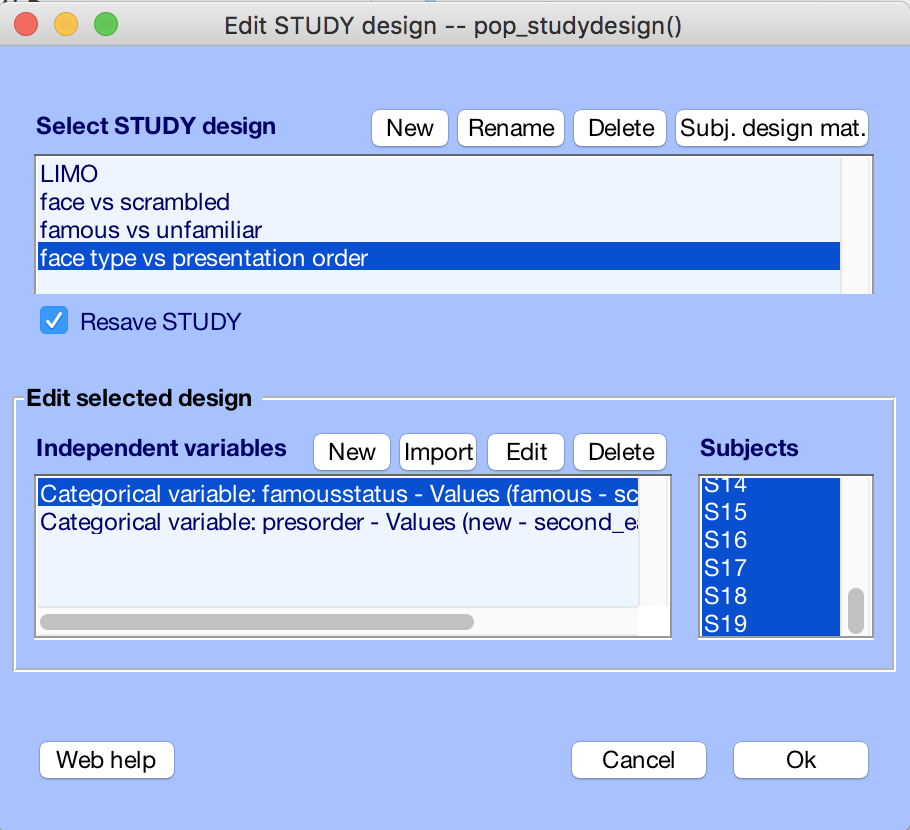 Edit STUDY design -- pop_studydesign()
Select STUDY design New Rename Delete Subj. design mat.
LIMO
face vs scrambled
famous vs unfamiliar
face type vs presentation order
Resave STUDY
Edit selected design
Independent variables New Import Edit Delete Subjects
Categorical variable: famousstatus - Values (famous - sc
Categorical variable: presorder - Values (new - second_ea
S14
S15
S16
S17
S18
S19
Web help Cancel Ok